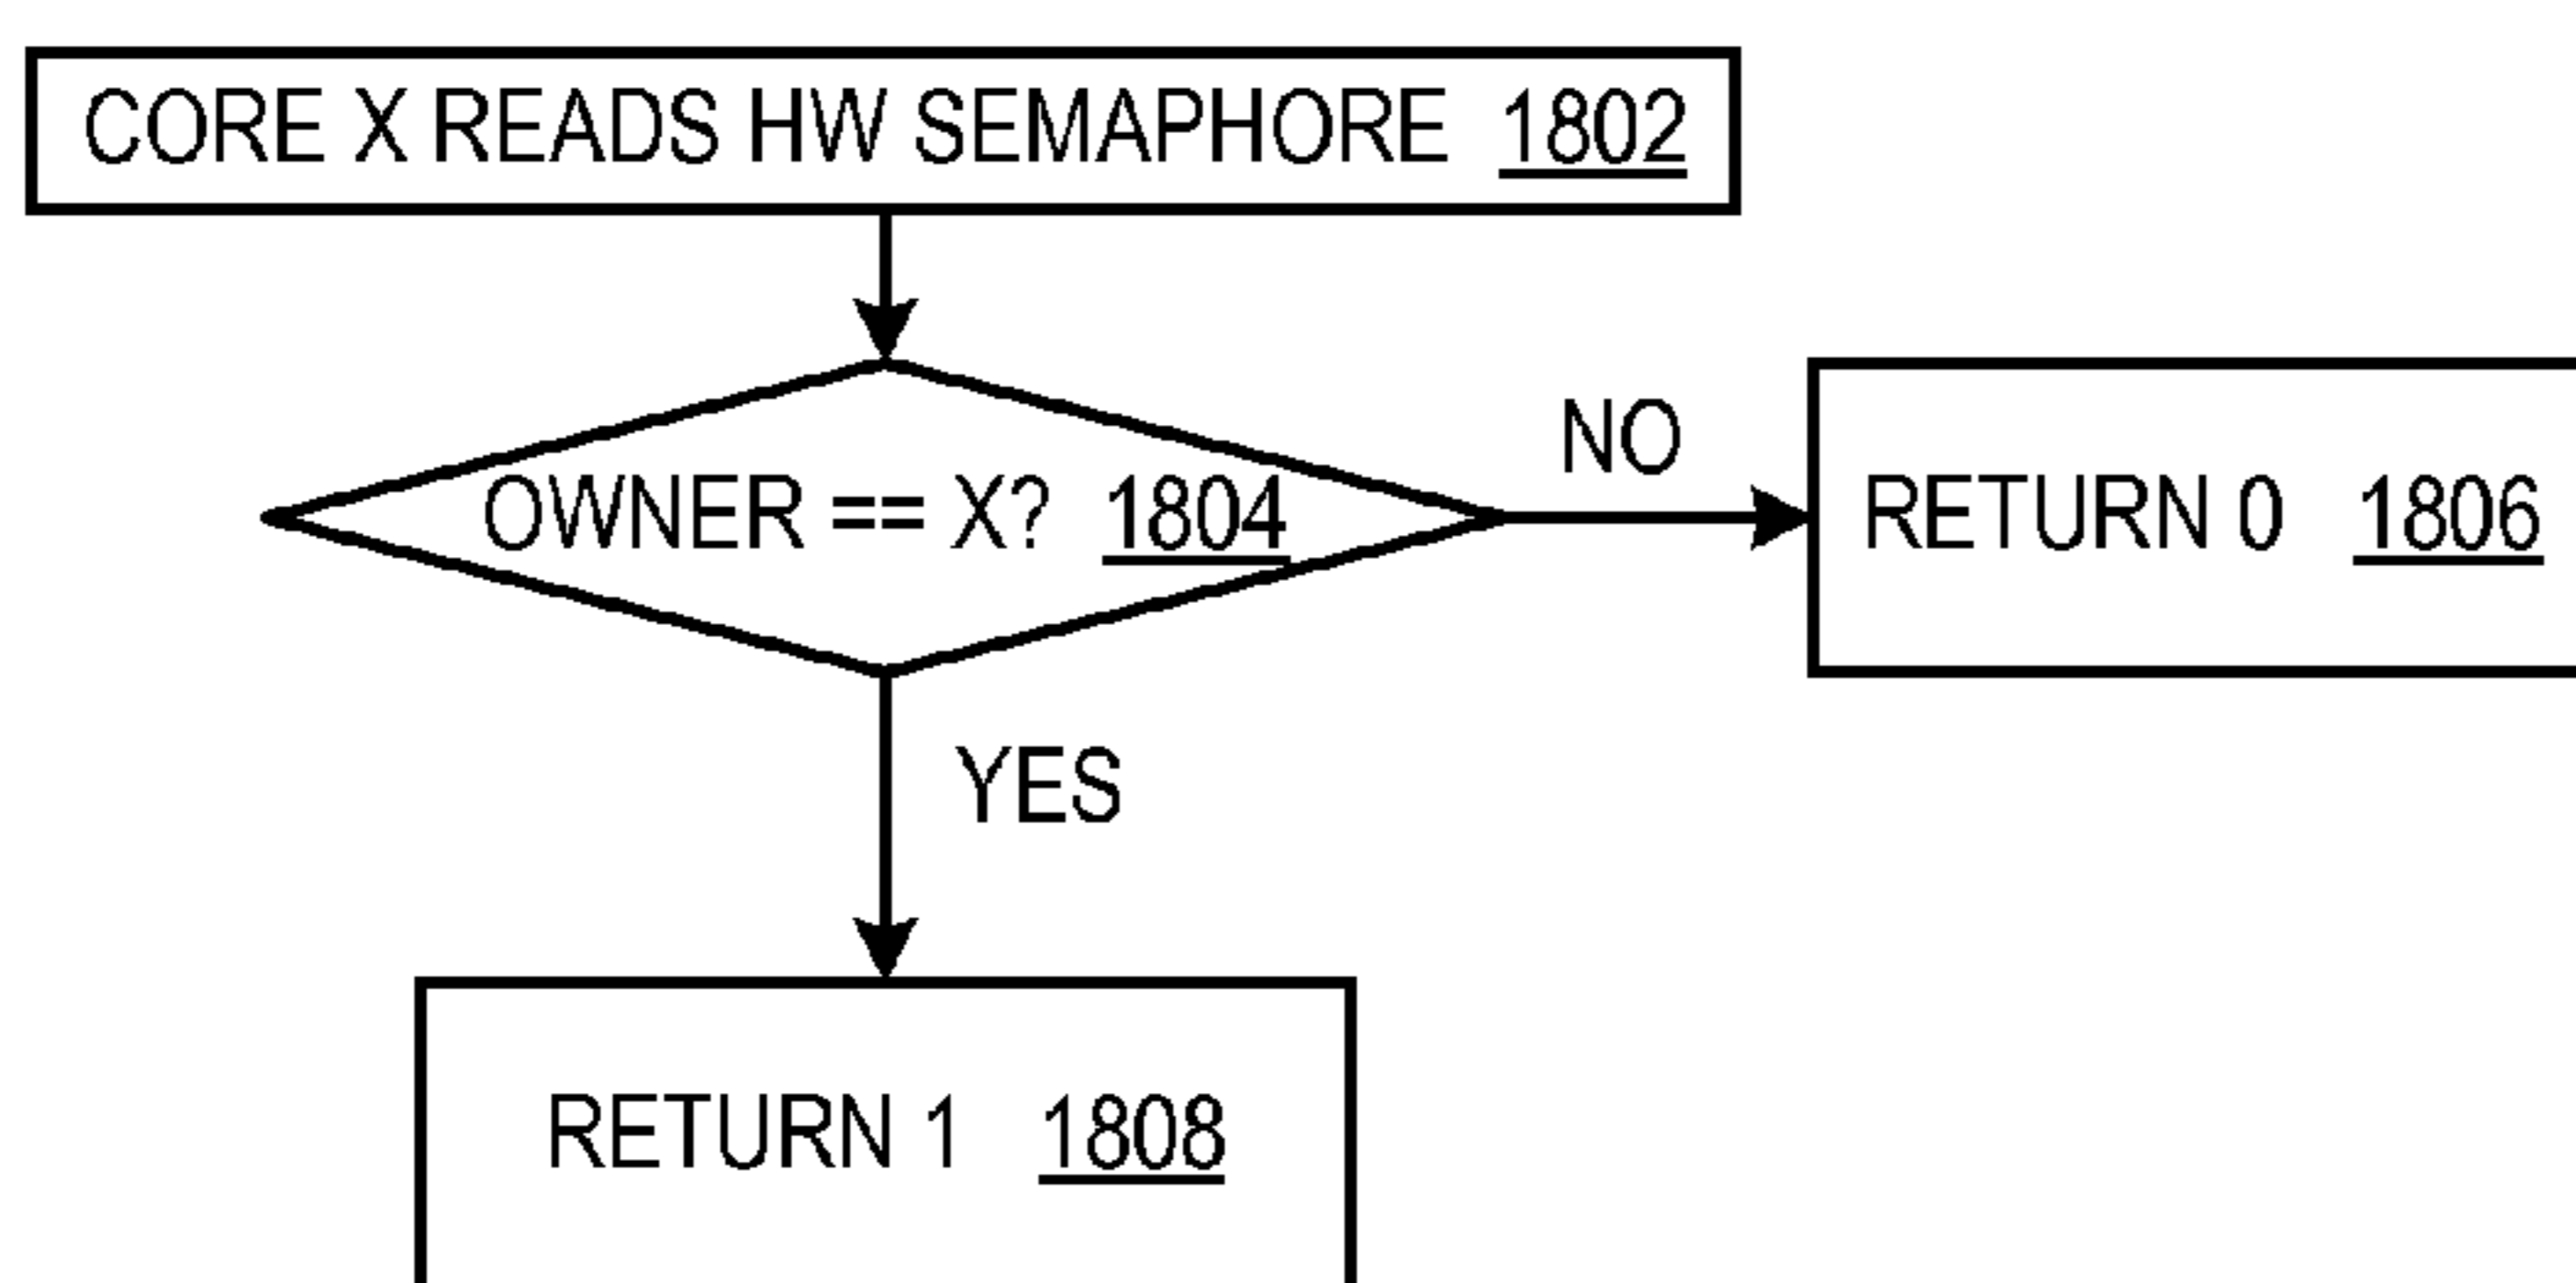 CORE X READS HW SEMAPHORE 1802
NO
OWNER == X? 1804
RETURN 0 1806
YES
RETURN 1 1808